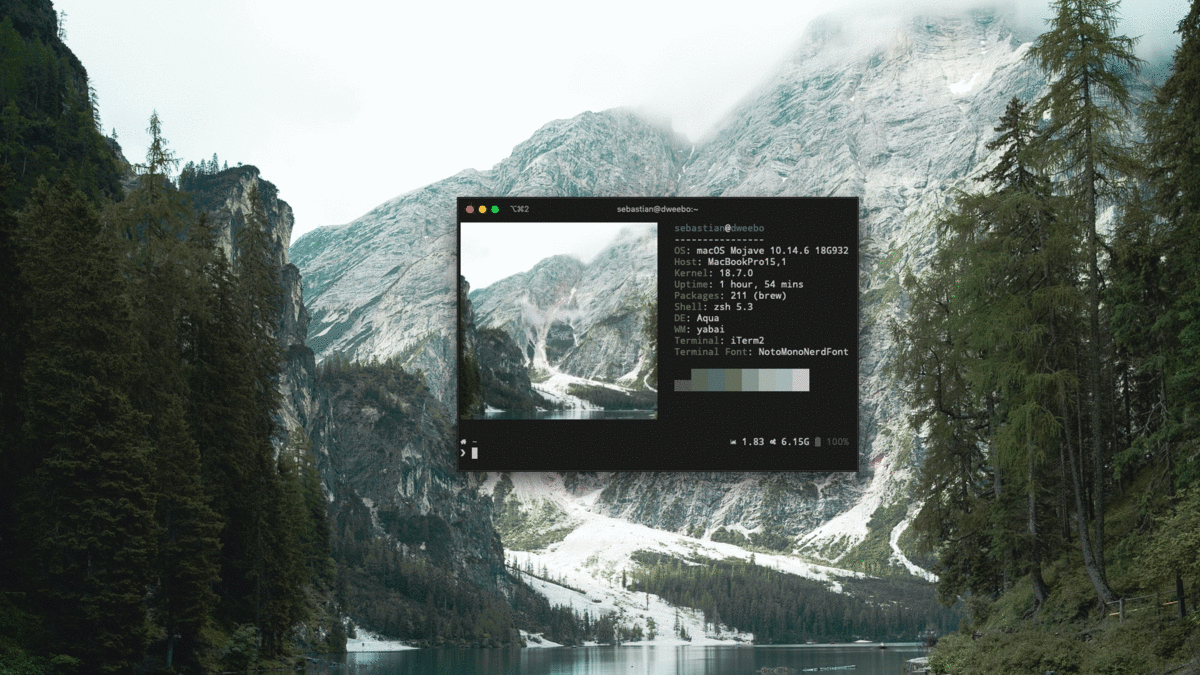 ⌥⌘2 sebastian@dweebo:~
sebastian@dweebo
----------------
OS: macOS Mojave 10.14.6 18G932
Host: MacBookPro15,1
Kernel: 18.7.0
Uptime: 1 hour, 54 mins
Packages: 211 (brew)
Shell: zsh 5.3
DE: Aqua
WM: yabai
Terminal: iTerm2
Terminal Font: NotoMonoNerdFont
~ 1.83 6.15G 100%
❯